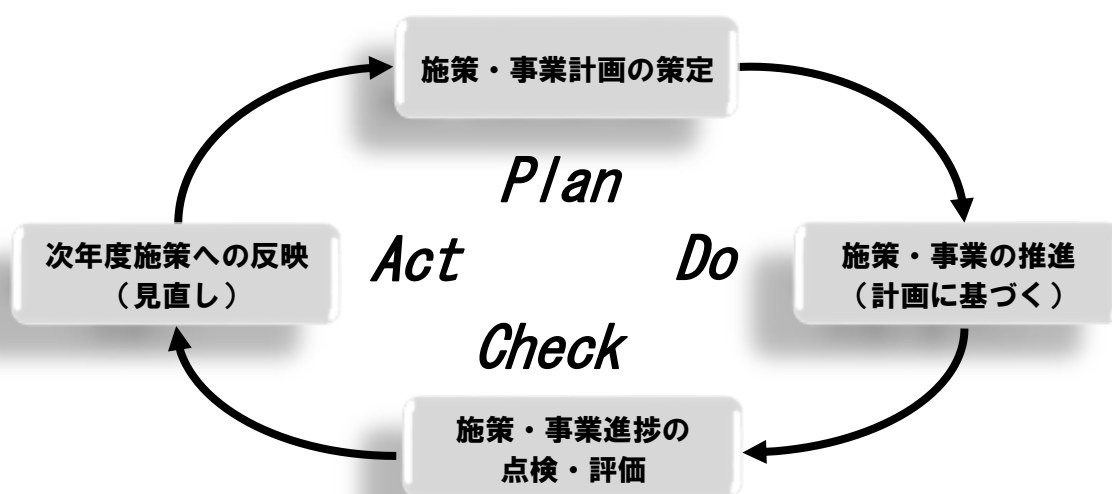 施策・事業計画の策定
Plan
次年度施策への反映
（見直し）
Act
Do
施策・事業の推進
（計画に基づく）
Check
施策・事業進捗の
点検・評価